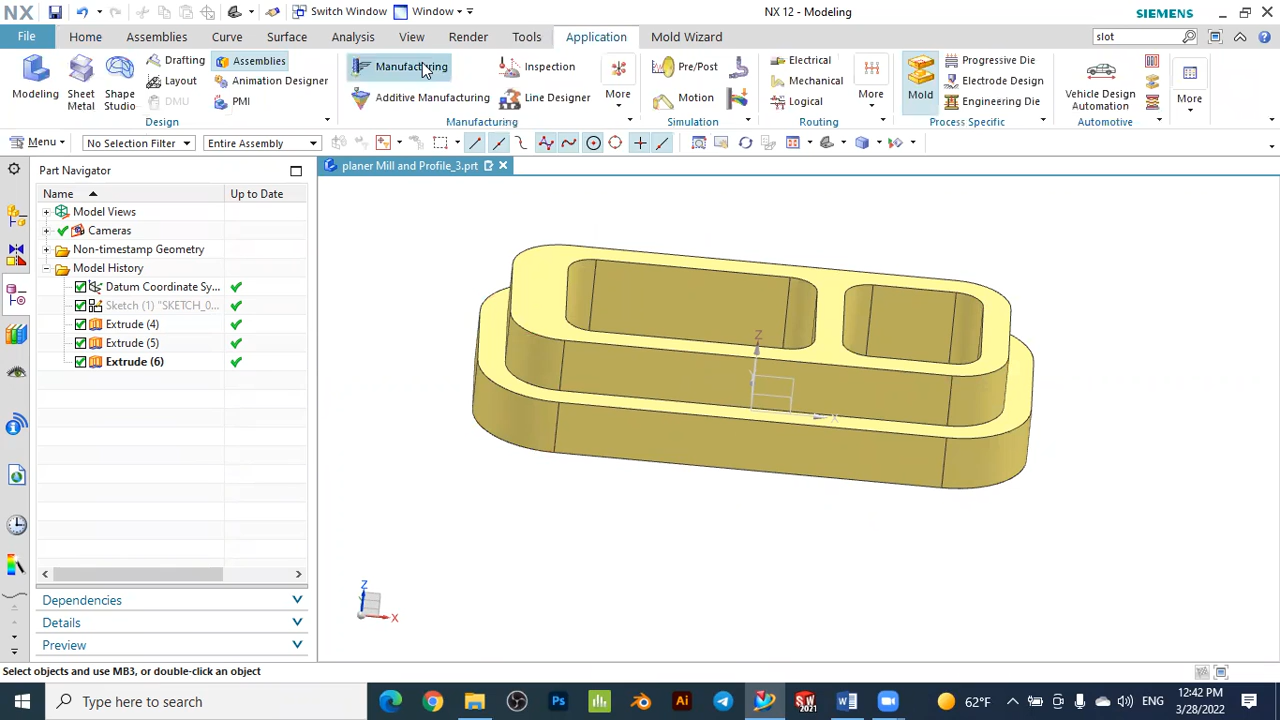 NX Switch Window Window NX 12 - Modeling SIEMENS
File Home Assemblies Curve Surface Analysis View Render Tools Application Mold Wizard slot
Modeling Sheet Metal Shape Studio Drafting Layout DMU Assemblies Animation Designer PMI
Design
Manufacturing Additive Manufacturing Inspection Line Designer More
Manufacturing
Pre/Post Motion
Simulation
Electrical Mechanical Logical More
Routing
Mold Progressive Die Electrode Design Engineering Die
Process Specific
Vehicle Design Automation
Automotive
More
Menu No Selection Filter Entire Assembly
Part Navigator
planer Mill and Profile_3.prt
Name Up to Date
Model Views
Cameras
Non-timestamp Geometry
Model History
Datum Coordinate Sy...
Sketch (1) "SKETCH_0...
Extrude (4)
Extrude (5)
Extrude (6)
Z
X
Z
X
Dependencies
Details
Preview
Select objects and use MB3, or double-click an object
Type here to search
Ps
Ai
SW
2021
W
62°F
ENG
12:42 PM
3/28/2022